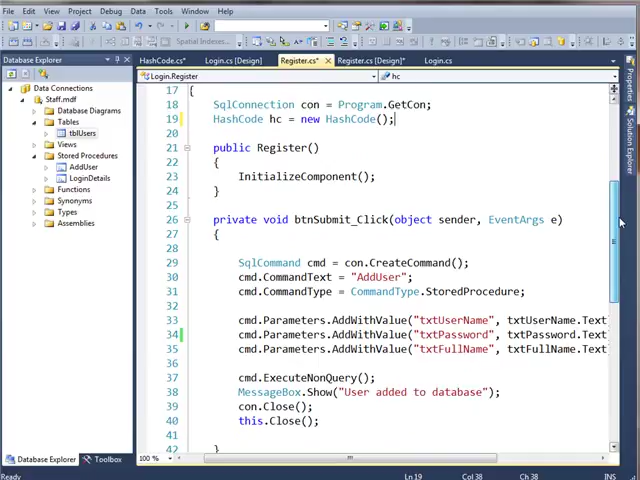 File Edit View Project Build Debug Data Tools Window Help
Spatial Index:
Database Explorer
HashCode.cs* Login.cs [Design] Register.cs* Register.cs [Design]* Login.cs
Login.Register hc
Data Connections
Staff.mdf
Database Diagrams
Tables
tblUsers
Views
Stored Procedures
AddUser
LoginDetails
Functions
Synonyms
Types
Assemblies
17 {
18 SqlConnection con = Program.GetCon;
19 HashCode hc = new HashCode();
20
21 public Register()
22 {
23 InitializeComponent();
24 }
25
26 private void btnSubmit_Click(object sender, EventArgs e)
27 {
28
29 SqlCommand cmd = con.CreateCommand();
30 cmd.CommandText = "AddUser";
31 cmd.CommandType = CommandType.StoredProcedure;
32
33 cmd.Parameters.AddWithValue("txtUserName", txtUserName.Text
34 cmd.Parameters.AddWithValue("txtPassword", txtPassword.Text
35 cmd.Parameters.AddWithValue("txtFullName", txtFullName.Text
36
37 cmd.ExecuteNonQuery();
38 MessageBox.Show("User added to database");
39 con.Close();
40 this.Close();
41
42 }
Properties
Solution Explorer
100 %
Database Explorer Toolbox
Ready Ln 19 Col 38 Ch 38